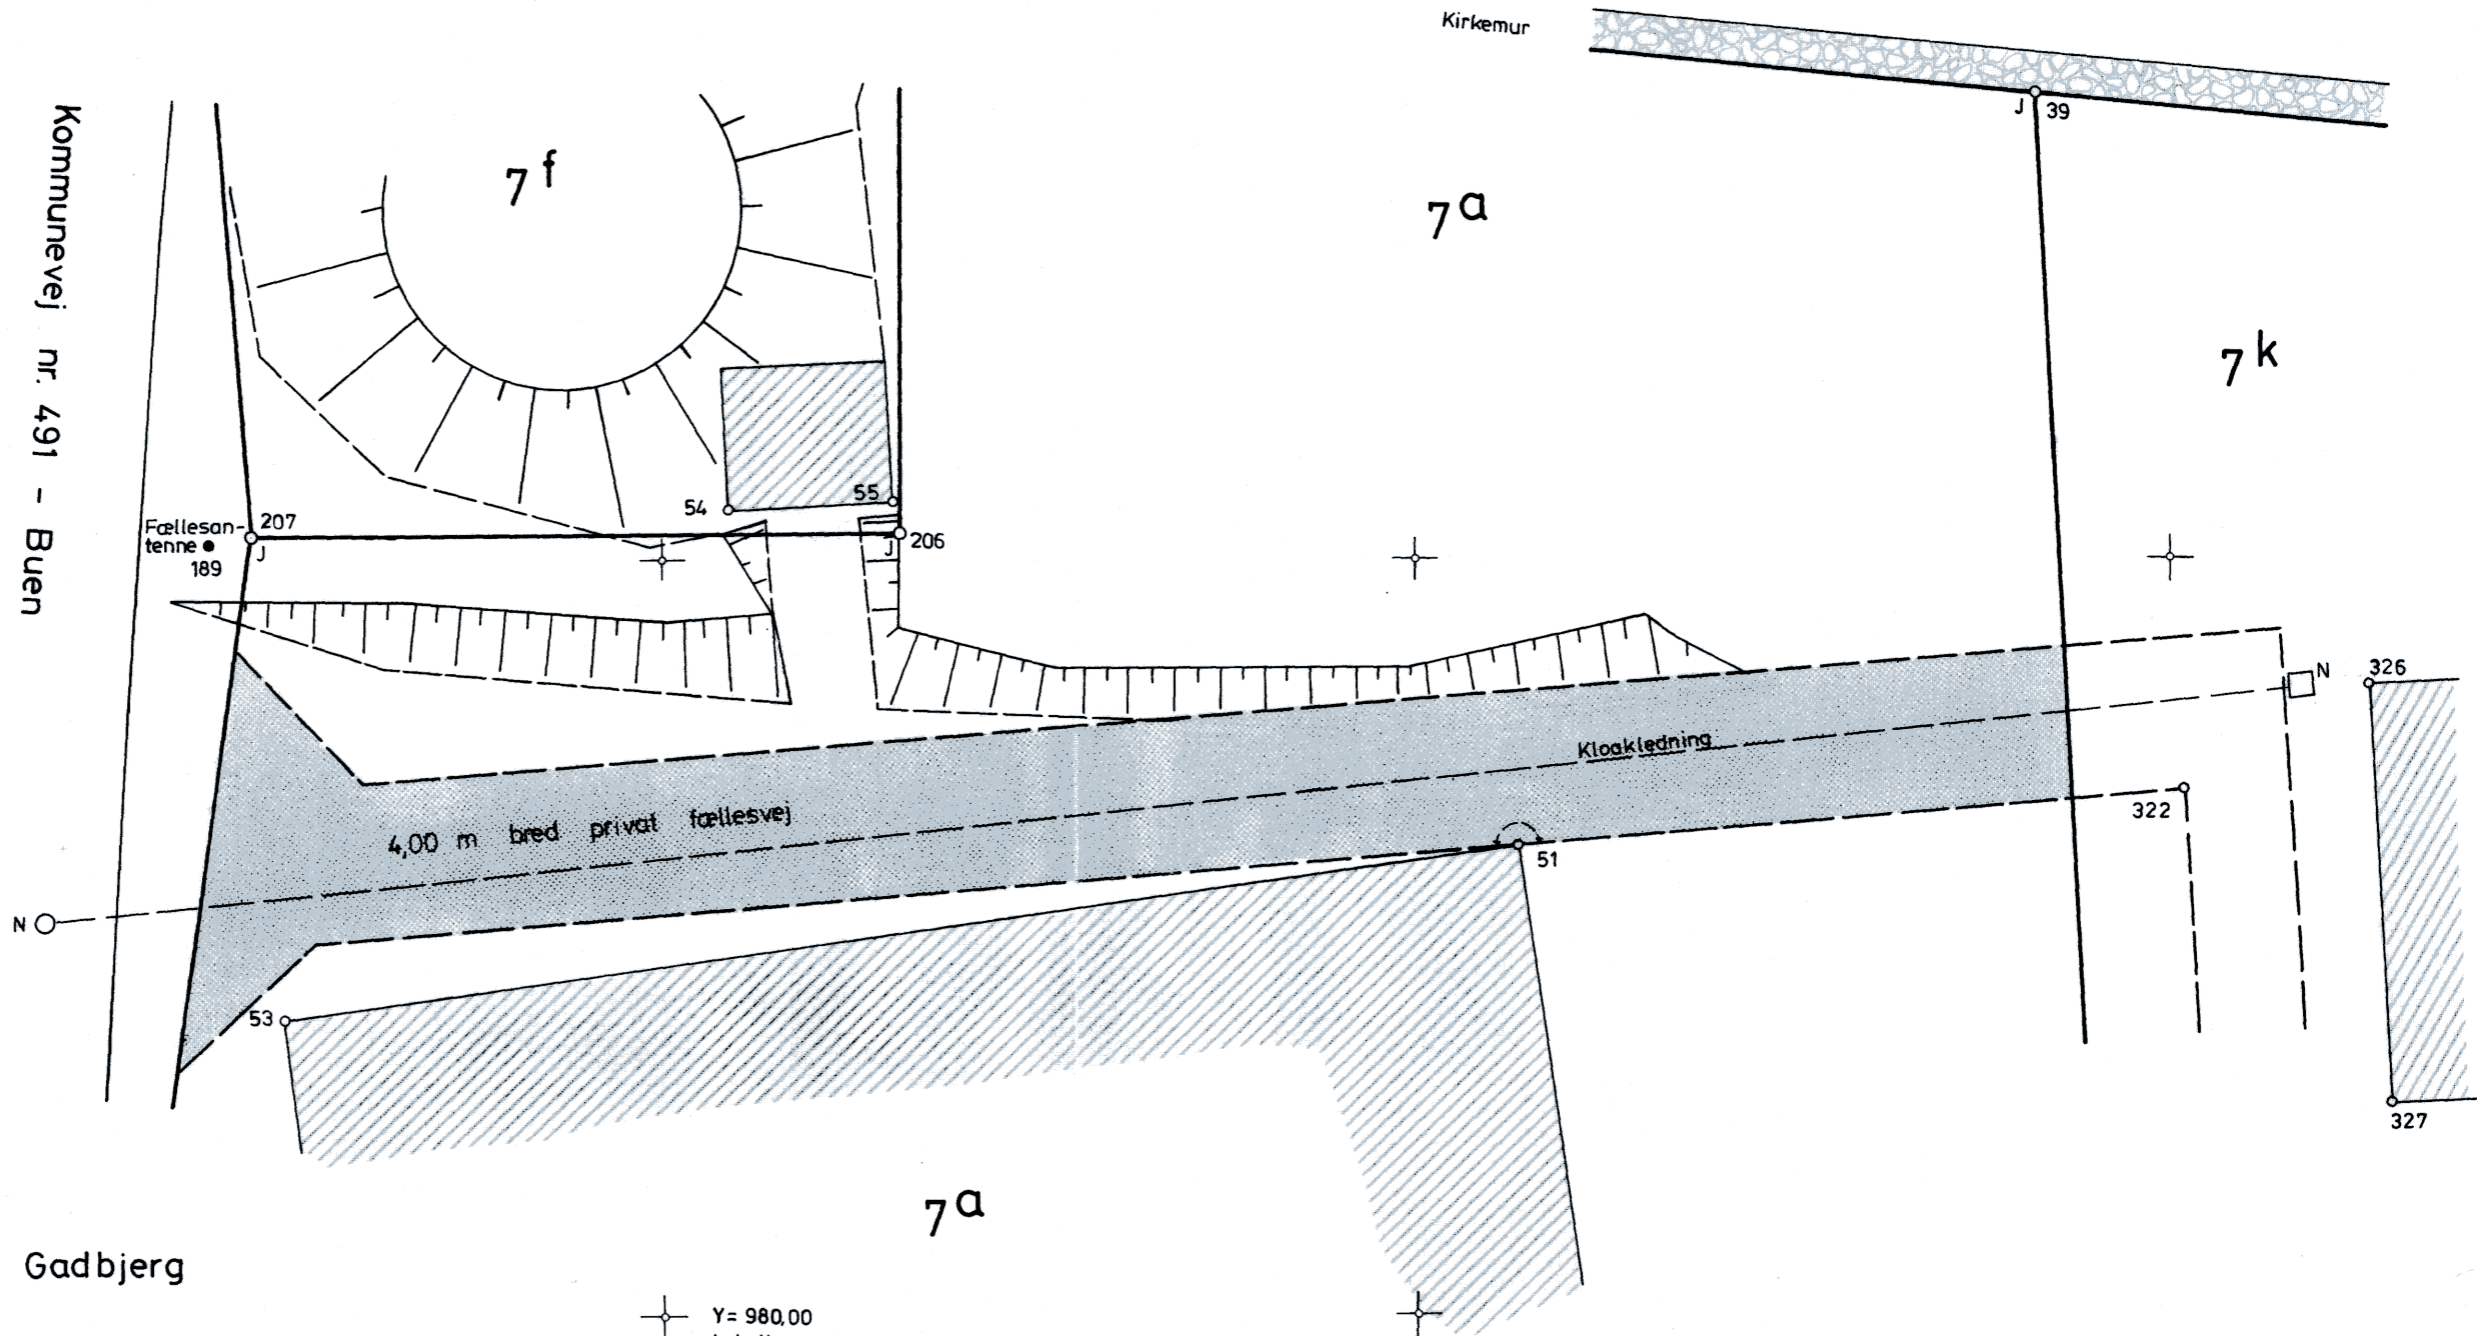 Kirkemur
J 39
7 f
7 a
7 k
Kommunevej nr. 491 - Buen
54
55
Fællesan-
tenne
207
J
189
J
206
N
326
Kloakledning
4,00 m bred privat fællesvej
322
51
N
53
327
7 a
Gadbjerg
Y= 980,00